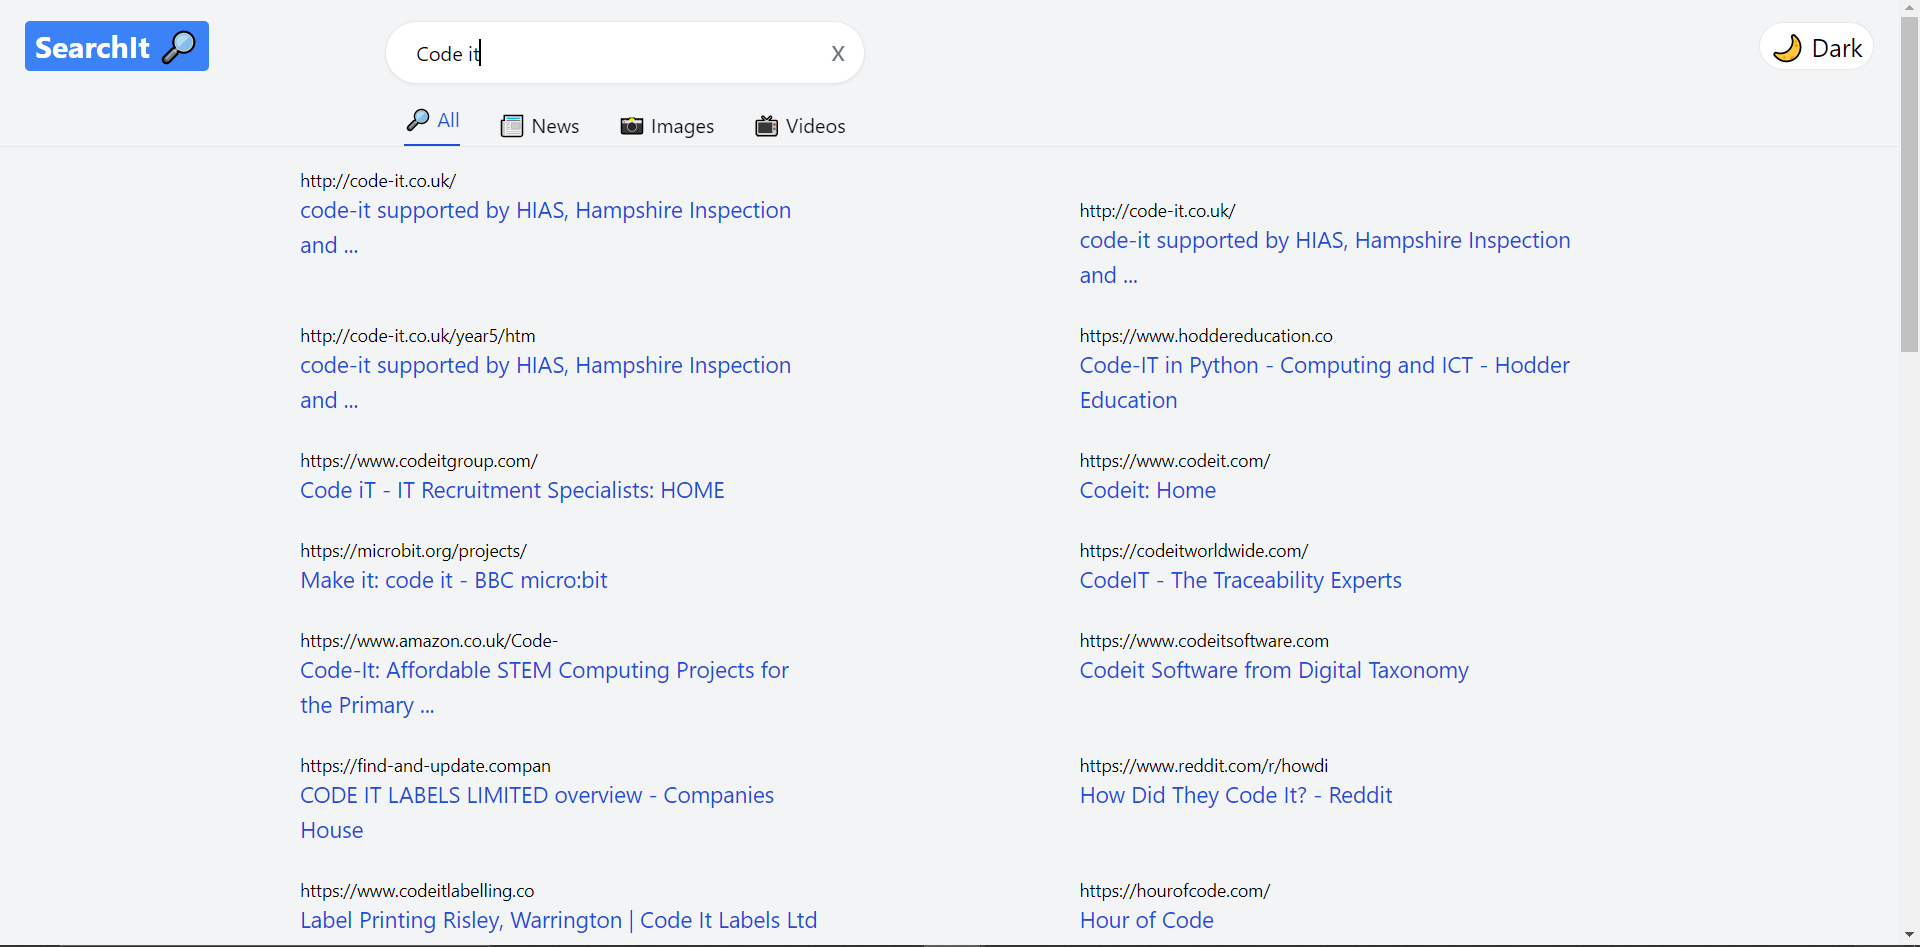 SearchIt
Code it
X
Dark
All
News
Images
Videos
http://code-it.co.uk/
code-it supported by HIAS, Hampshire Inspection
and ...
http://code-it.co.uk/
code-it supported by HIAS, Hampshire Inspection
and ...
http://code-it.co.uk/year5/htm
code-it supported by HIAS, Hampshire Inspection
and ...
https://www.hoddereducation.co
Code-IT in Python - Computing and ICT - Hodder
Education
https://www.codeitgroup.com/
Code iT - IT Recruitment Specialists: HOME
https://www.codeit.com/
Codeit: Home
https://microbit.org/projects/
Make it: code it - BBC micro:bit
https://codeitworldwide.com/
CodeIT - The Traceability Experts
https://www.amazon.co.uk/Code-
Code-It: Affordable STEM Computing Projects for
the Primary ...
https://www.codeitsoftware.com
Codeit Software from Digital Taxonomy
https://find-and-update.compan
CODE IT LABELS LIMITED overview - Companies
House
https://www.reddit.com/r/howdi
How Did They Code It? - Reddit
https://www.codeitlabelling.co
Label Printing Risley, Warrington | Code It Labels Ltd
https://hourofcode.com/
Hour of Code